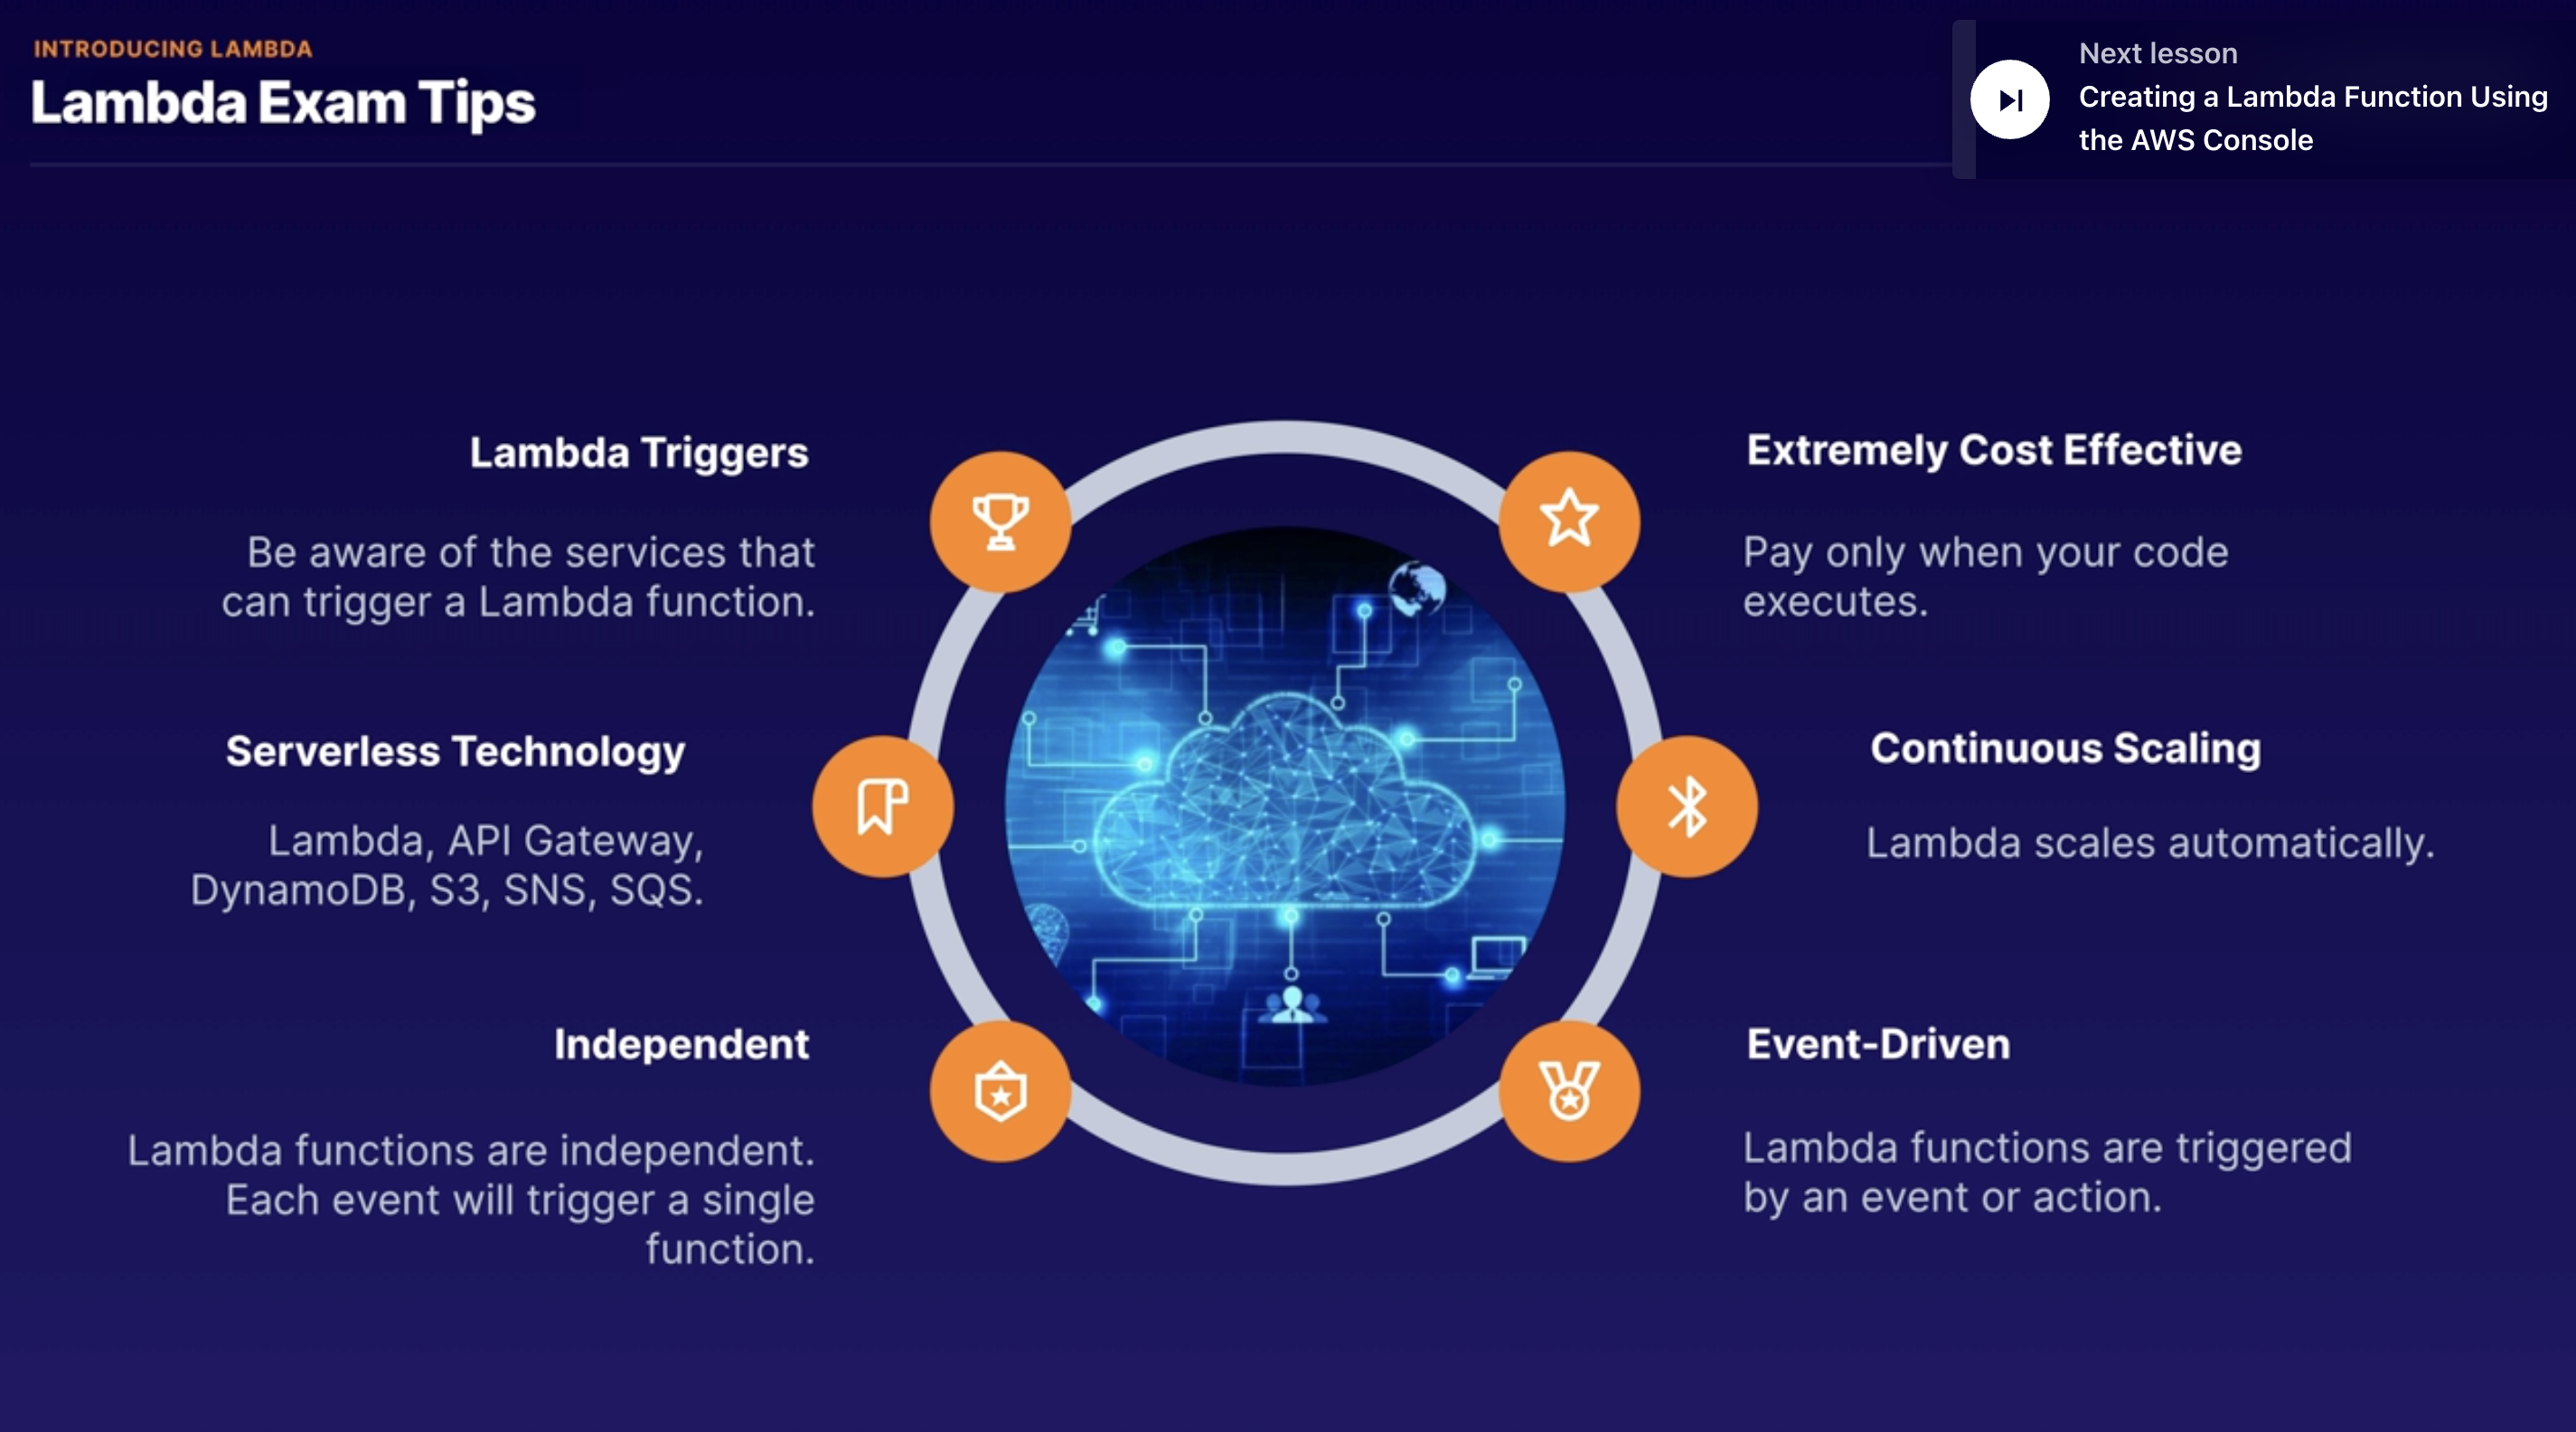 INTRODUCING LAMBDA
Lambda Exam Tips
Next lesson
Creating a Lambda Function Using
the AWS Console
Lambda Triggers
Be aware of the services that
can trigger a Lambda function.
Serverless Technology
Lambda, API Gateway,
DynamoDB, S3, SNS, SQS.
Independent
Lambda functions are independent.
Each event will trigger a single
function.
Extremely Cost Effective
Pay only when your code
executes.
Continuous Scaling
Lambda scales automatically.
Event-Driven
Lambda functions are triggered
by an event or action.